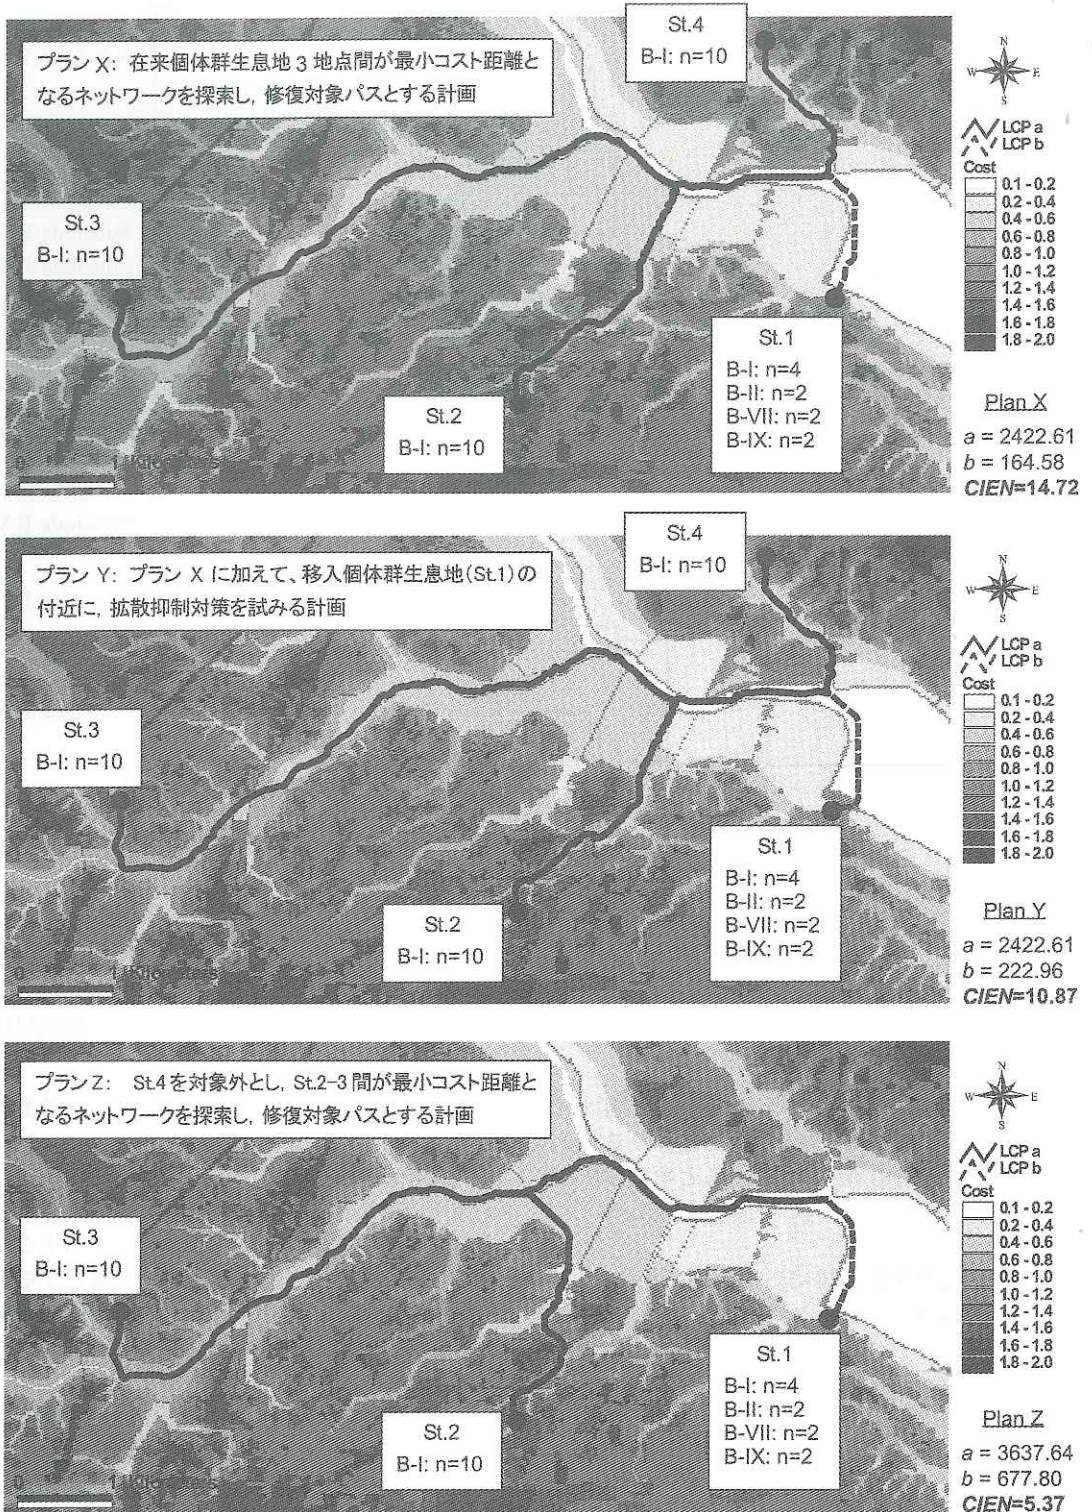 プラン X: 在来個体群生息地 3 地点間が最小コスト距離と
なるネットワークを探索し, 修復対象パスとする計画
St.4
B-I: n=10
St.3
B-I: n=10
St.2
B-I: n=10
St.1
B-I: n=4
B-II: n=2
B-VII: n=2
B-IX: n=2
0 1 Kilometers
N
W E
S
LCP a
LCP b
Cost
0.1 - 0.2
0.2 - 0.4
0.4 - 0.6
0.6 - 0.8
0.8 - 1.0
1.0 - 1.2
1.2 - 1.4
1.4 - 1.6
1.6 - 1.8
1.8 - 2.0
Plan X
a = 2422.61
b = 164.58
CIEN=14.72
プラン Y: プラン X に加えて、移入個体群生息地(St.1)の
付近に, 拡散抑制対策を試みる計画
St.4
B-I: n=10
St.3
B-I: n=10
St.2
B-I: n=10
St.1
B-I: n=4
B-II: n=2
B-VII: n=2
B-IX: n=2
0 1 Kilometers
N
W E
S
LCP a
LCP b
Cost
0.1 - 0.2
0.2 - 0.4
0.4 - 0.6
0.6 - 0.8
0.8 - 1.0
1.0 - 1.2
1.2 - 1.4
1.4 - 1.6
1.6 - 1.8
1.8 - 2.0
Plan Y
a = 2422.61
b = 222.96
CIEN=10.87
プラン Z: St.4 を対象外とし, St.2-3 間が最小コスト距離と
なるネットワークを探索し, 修復対象パスとする計画
St.3
B-I: n=10
St.2
B-I: n=10
St.1
B-I: n=4
B-II: n=2
B-VII: n=2
B-IX: n=2
0 1 Kilometers
N
W E
S
LCP a
LCP b
Cost
0.1 - 0.2
0.2 - 0.4
0.4 - 0.6
0.6 - 0.8
0.8 - 1.0
1.0 - 1.2
1.2 - 1.4
1.4 - 1.6
1.6 - 1.8
1.8 - 2.0
Plan Z
a = 3637.64
b = 677.80
CIEN=5.37